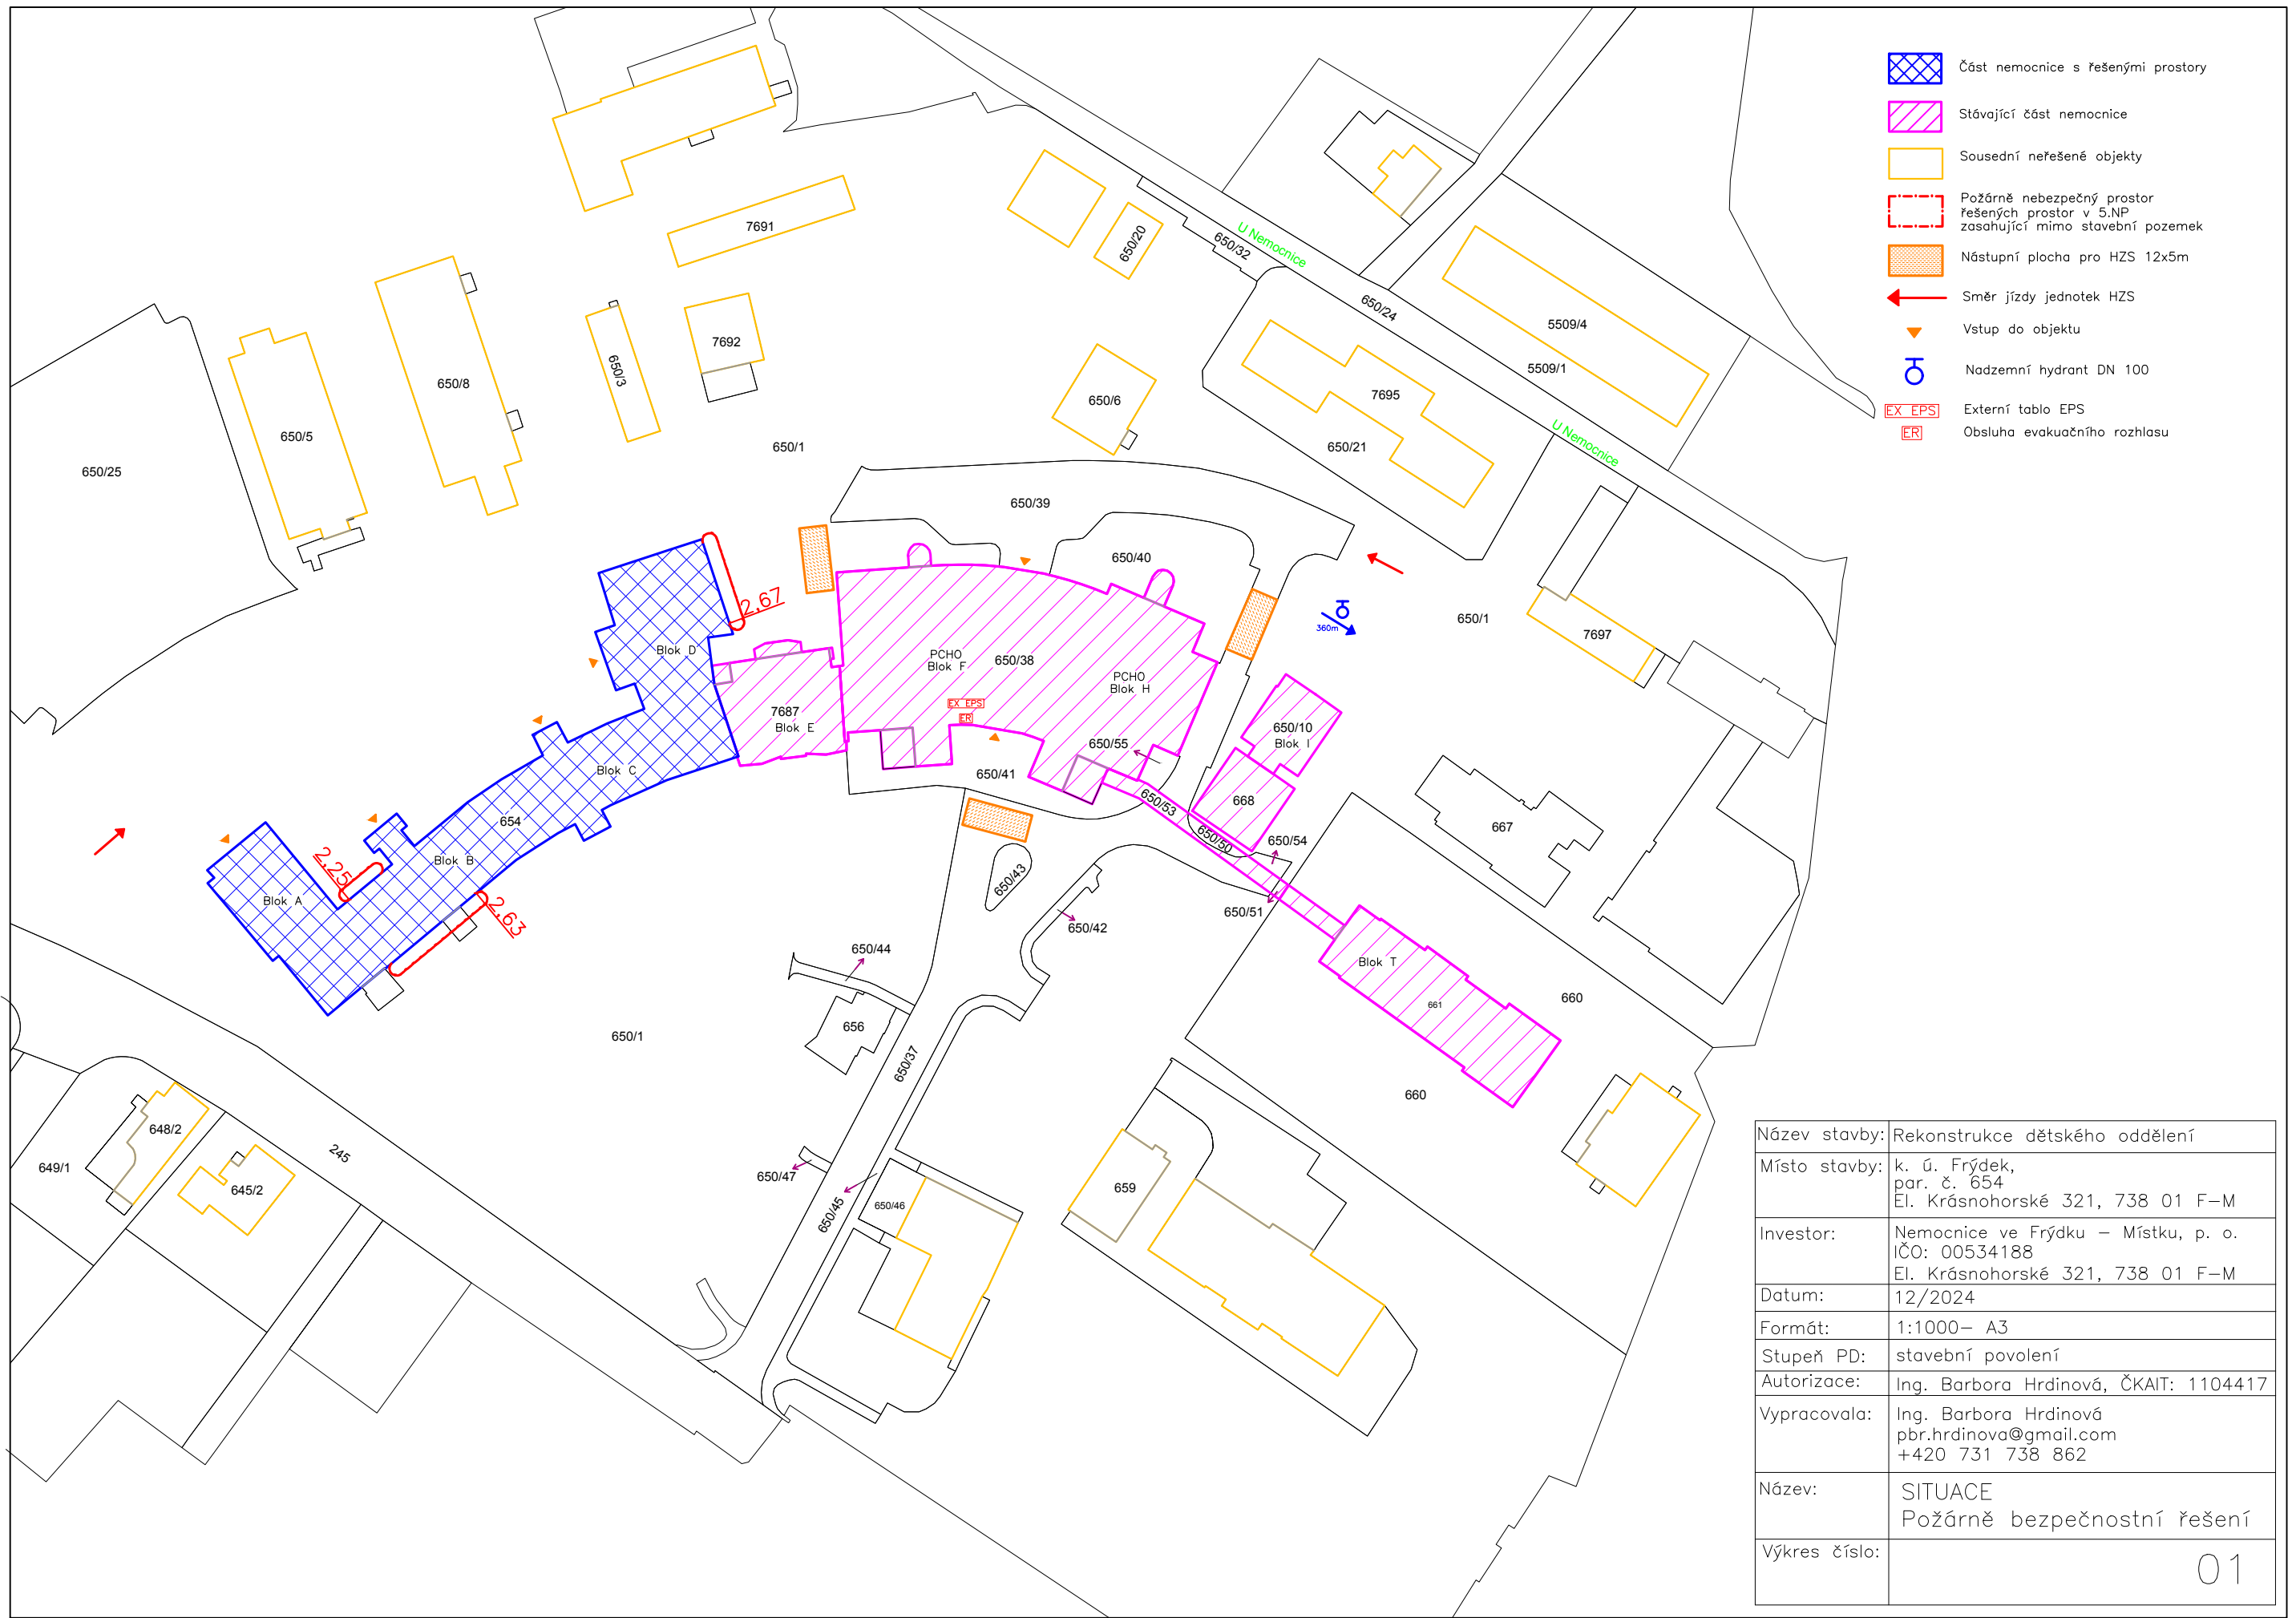 Část nemocnice s řešenými prostory
Stávající část nemocnice
Sousední neřešené objekty
Požárně nebezpečný prostor
řešených prostor v 5.NP
zasahující mimo stavební pozemek
Nástupní plocha pro HZS 12x5m
Směr jízdy jednotek HZS
Vstup do objektu
Nadzemní hydrant DN 100
EX EPS Externí tablo EPS
ER Obsluha evakuačního rozhlasu
7691
650/20
650/32
U Nemocnice
650/24
5509/4
5509/1
7692
650/3
650/8
650/5
650/25
650/6
7695
650/21
U Nemocnice
650/1
650/39
650/40
2,67
360m
650/1
7697
Blok D
PCHO
Blok F
650/38
PCHO
Blok H
EX EPS
ER
7687
Blok E
650/55
650/10
Blok I
650/41
Blok C
654
Blok B
Blok A
2,25
2,63
650/53
668
650/50
650/54
667
650/43
650/51
650/42
650/44
Blok T
661
660
656
650/1
650/37
660
648/2
649/1
645/2
245
650/47
650/45
650/46
659
Název stavby: Rekonstrukce dětského oddělení
Místo stavby: k. ú. Frýdek,
par. č. 654
El. Krásnohorské 321, 738 01 F-M
Investor: Nemocnice ve Frýdku – Místku, p. o.
IČO: 00534188
El. Krásnohorské 321, 738 01 F-M
Datum: 12/2024
Formát: 1:1000- A3
Stupeň PD: stavební povolení
Autorizace: Ing. Barbora Hrdinová, ČKAIT: 1104417
Vypracovala: Ing. Barbora Hrdinová
pbr.hrdinova@gmail.com
+420 731 738 862
Název: SITUACE
Požárně bezpečnostní řešení
Výkres číslo: 01